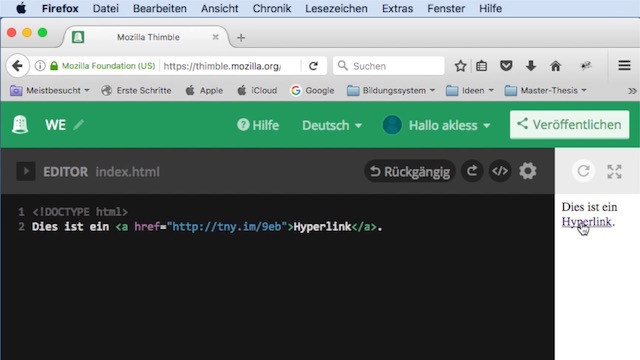 Firefox Datei Bearbeiten Ansicht Chronik Lesezeichen Extras Fenster Hilfe
Mozilla Thimble
Mozilla Foundation (US) https://thimble.mozilla.org/ Suchen
Meistbesucht Erste Schritte Apple iCloud Google Bildungssystem Ideen Master-Thesis
WE Hilfe Deutsch Hallo akless Veröffentlichen
EDITOR index.html Rückgängig
1 <!DOCTYPE html>
2 Dies ist ein <a href="http://tny.im/9eb">Hyperlink</a>.
Dies ist ein
Hyperlink.